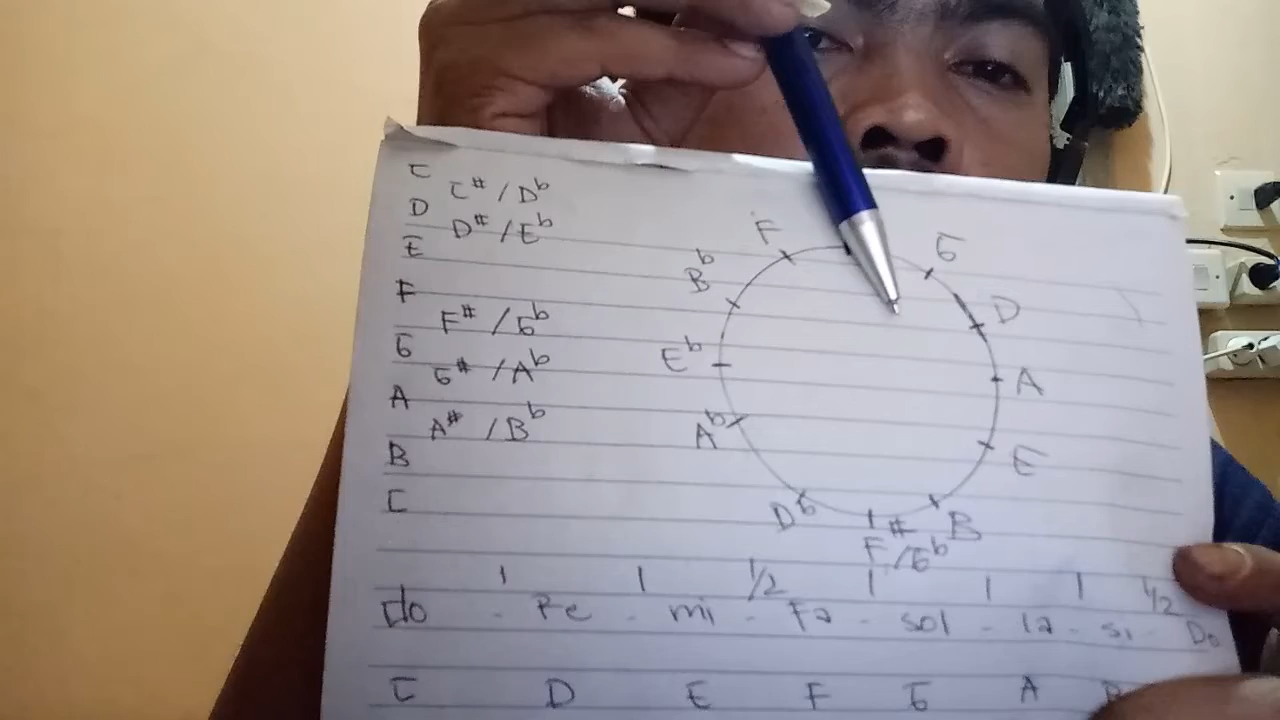 C
C# / Db
D
D# / Eb
E
F
F# / Gb
G
G# / Ab
A
A# / Bb
B
C
F
G
Bb
D
Eb
A
Ab
E
Db
B
F#/Gb
1 1 1/2 1 1 1 1/2
do - Re - mi - Fa - sol - la - si - Do
C D E F G A B